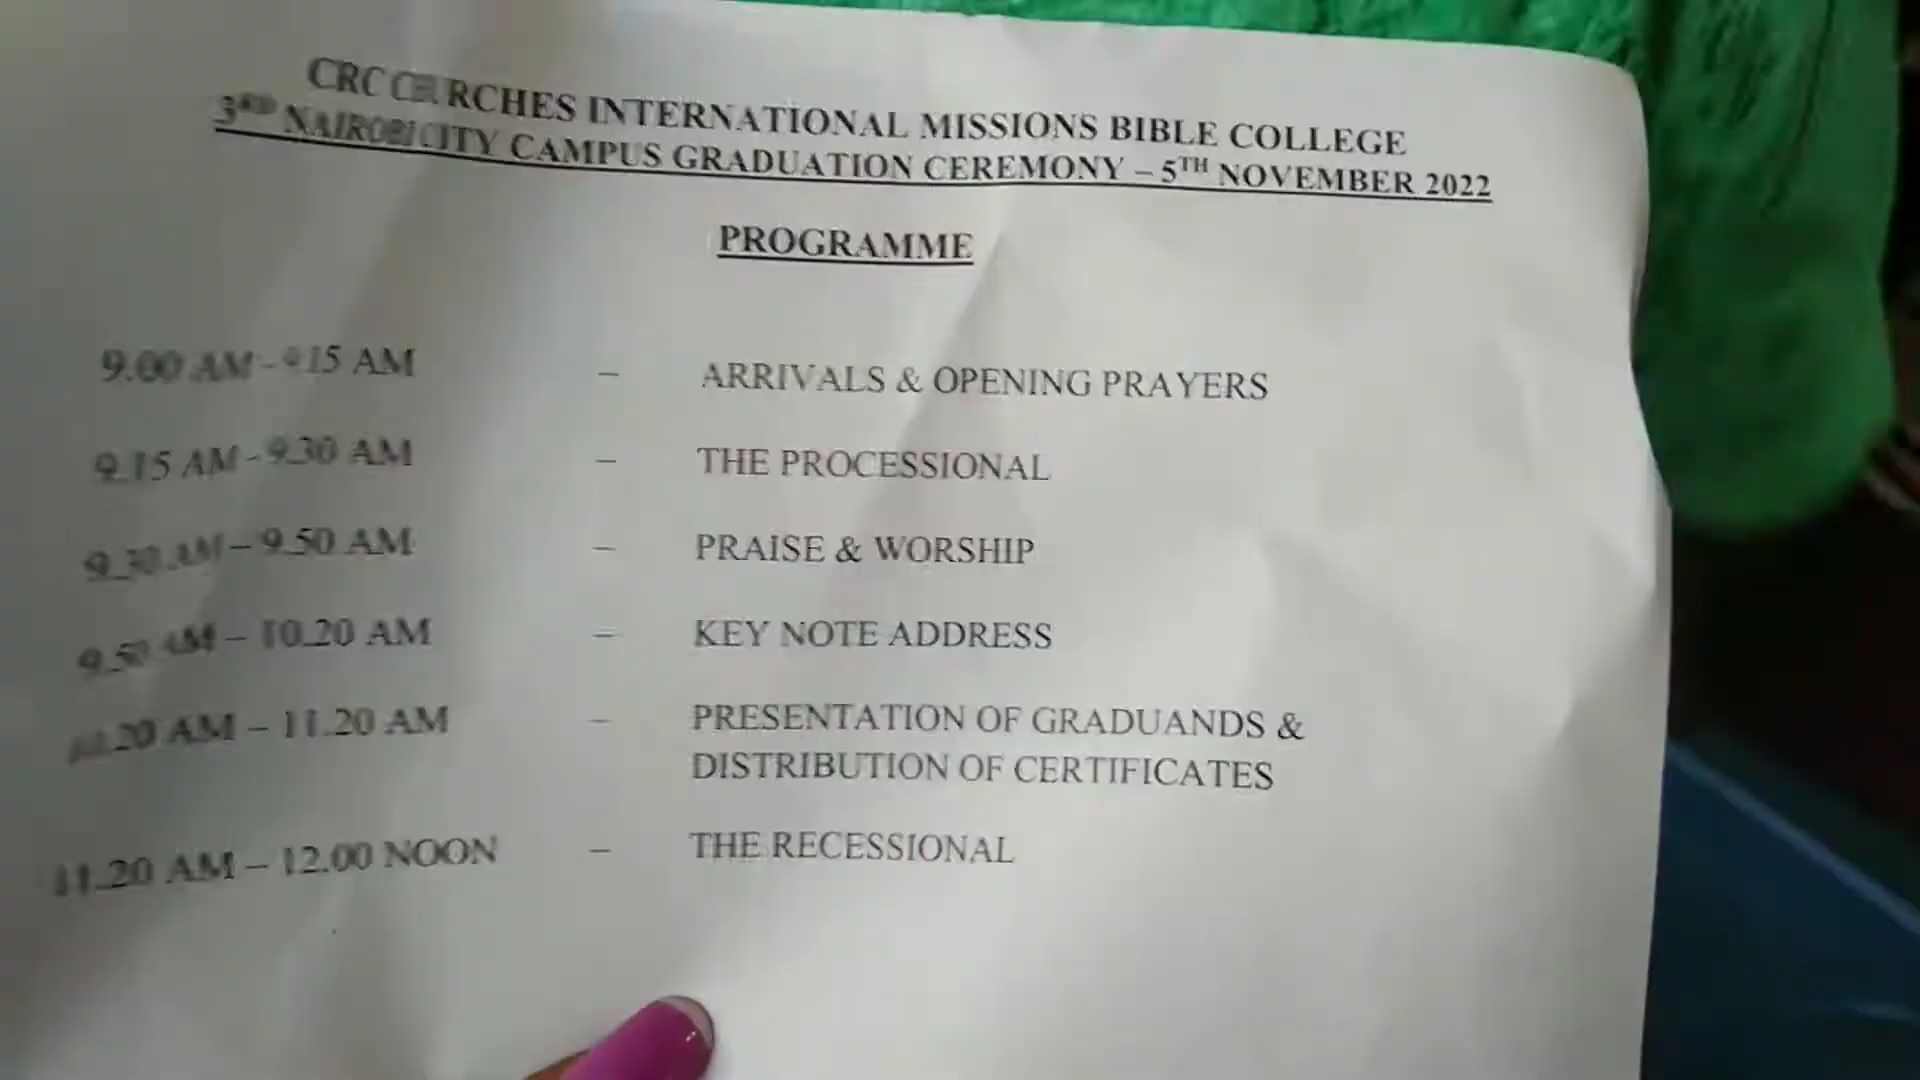 CRC CHURCHES INTERNATIONAL MISSIONS BIBLE COLLEGE
3RD NAIROBI CITY CAMPUS GRADUATION CEREMONY – 5TH NOVEMBER 2022
PROGRAMME
9.00 AM - 9.15 AM – ARRIVALS & OPENING PRAYERS
9.15 AM - 9.30 AM – THE PROCESSIONAL
9.30 AM – 9.50 AM – PRAISE & WORSHIP
9.50 AM – 10.20 AM – KEY NOTE ADDRESS
10.20 AM – 11.20 AM – PRESENTATION OF GRADUANDS &
DISTRIBUTION OF CERTIFICATES
11.20 AM – 12.00 NOON – THE RECESSIONAL